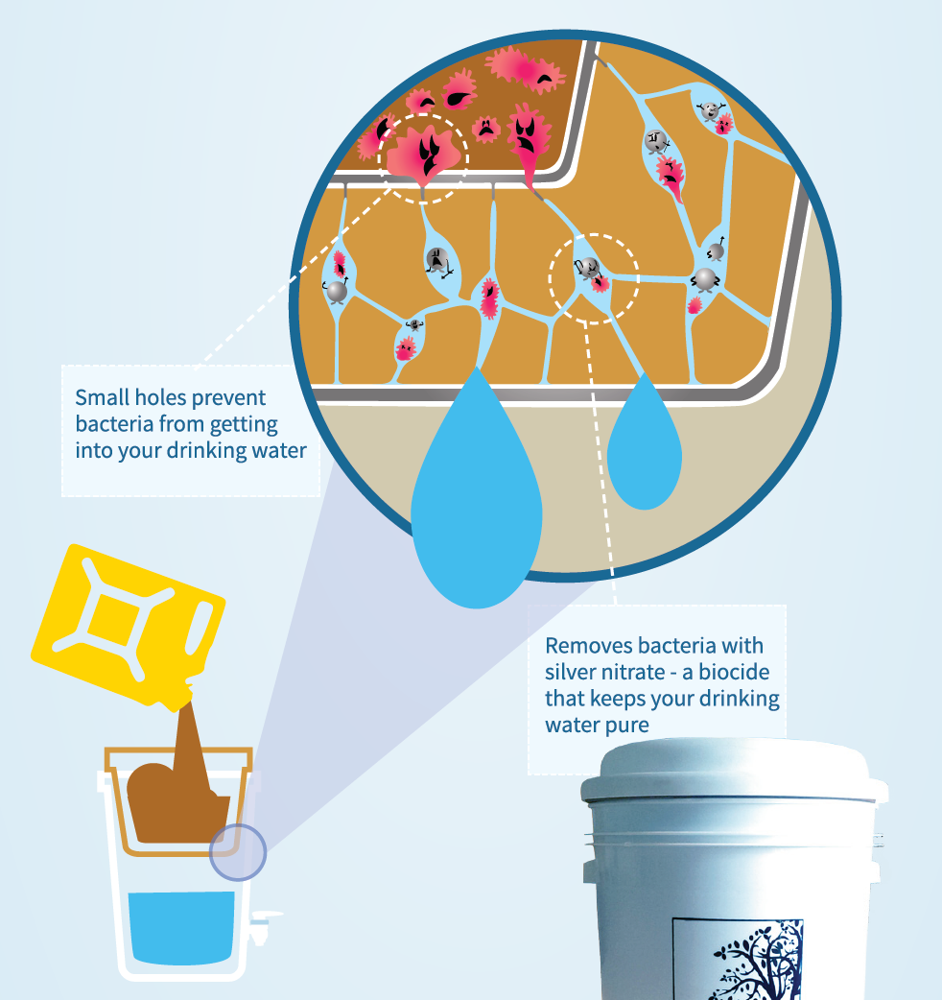 Small holes prevent
bacteria from getting
into your drinking water
Removes bacteria with
silver nitrate - a biocide
that keeps your drinking
water pure